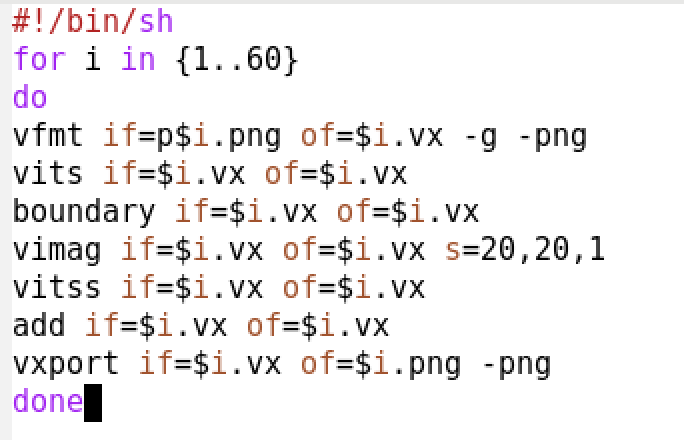 #!/bin/sh
for i in {1..60}
do
vfmt if=p$i.png of=$i.vx -g -png
vits if=$i.vx of=$i.vx
boundary if=$i.vx of=$i.vx
vimag if=$i.vx of=$i.vx s=20,20,1
vitss if=$i.vx of=$i.vx
add if=$i.vx of=$i.vx
vxport if=$i.vx of=$i.png -png
done